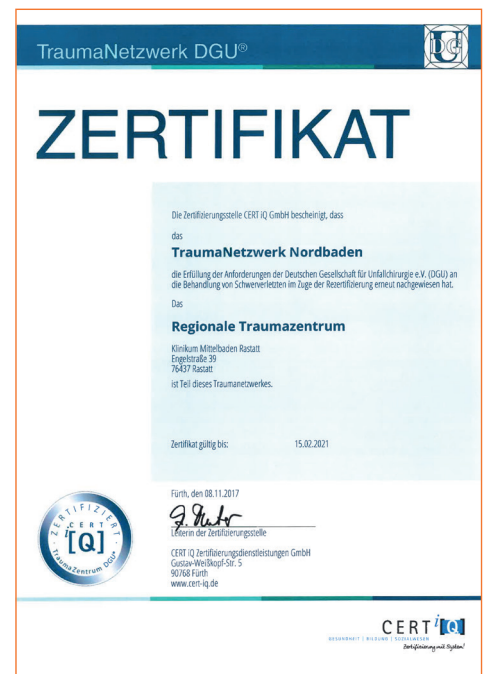 TraumaNetzwerk DGU®
DGU
ZERTIFIKAT
Die Zertifizierungsstelle CERT iQ GmbH bescheinigt, dass
das
TraumaNetzwerk Nordbaden
die Erfüllung der Anforderungen der Deutschen Gesellschaft für Unfallchirurgie e.V. (DGU) an
die Behandlung von Schwerverletzten im Zuge der Rezertifizierung erneut nachgewiesen hat.
Das
Regionale Traumazentrum
Klinikum Mittelbaden Rastatt
Engelstraße 39
76437 Rastatt
ist Teil dieses Traumanetzwerkes.
Zertifikat gültig bis: 15.02.2021
Fürth, den 08.11.2017
Leiterin der Zertifizierungsstelle
CERT iQ Zertifizierungsdienstleistungen GmbH
Gustav-Weißkopf-Str. 5
90768 Fürth
www.cert-iq.de
ZERTIFIZIERT
CERT
i[Q]
TraumaZentrum DGU®
CERT i[Q]
GESUNDHEIT | BILDUNG | SOZIALWESEN
Zertifizierung mit System!